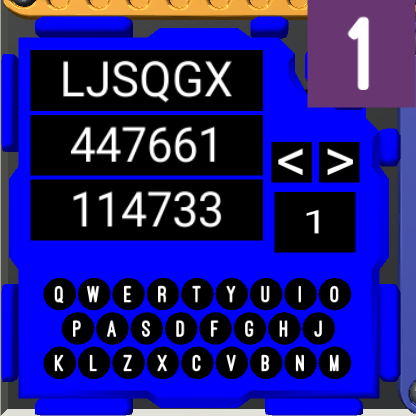 1
LJSQGX
447661
114733
< >
1
Q W E R T Y U I O
P A S D F G H J
K L Z X C V B N M